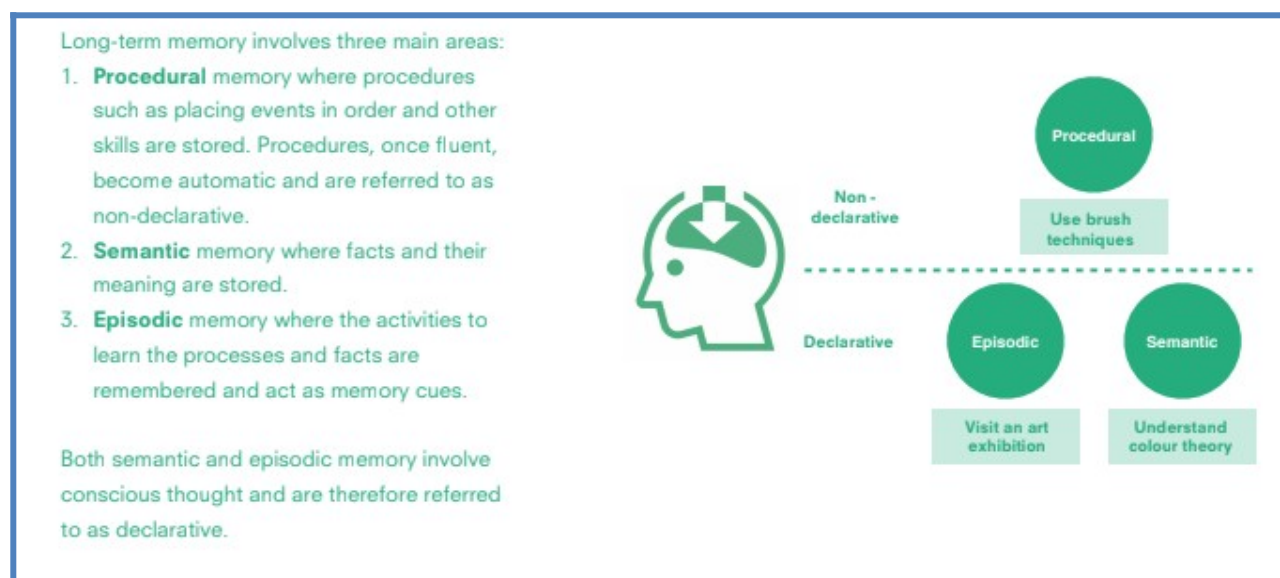 Long-term memory involves three main areas:
1. Procedural memory where procedures
such as placing events in order and other
skills are stored. Procedures, once fluent,
become automatic and are referred to as
non-declarative.
2. Semantic memory where facts and their
meaning are stored.
3. Episodic memory where the activities to
learn the processes and facts are
remembered and act as memory cues.
Both semantic and episodic memory involve
conscious thought and are therefore referred
to as declarative.
Procedural
Non -
declarative
Use brush
techniques
Declarative
Episodic
Semantic
Visit an art
exhibition
Understand
colour theory